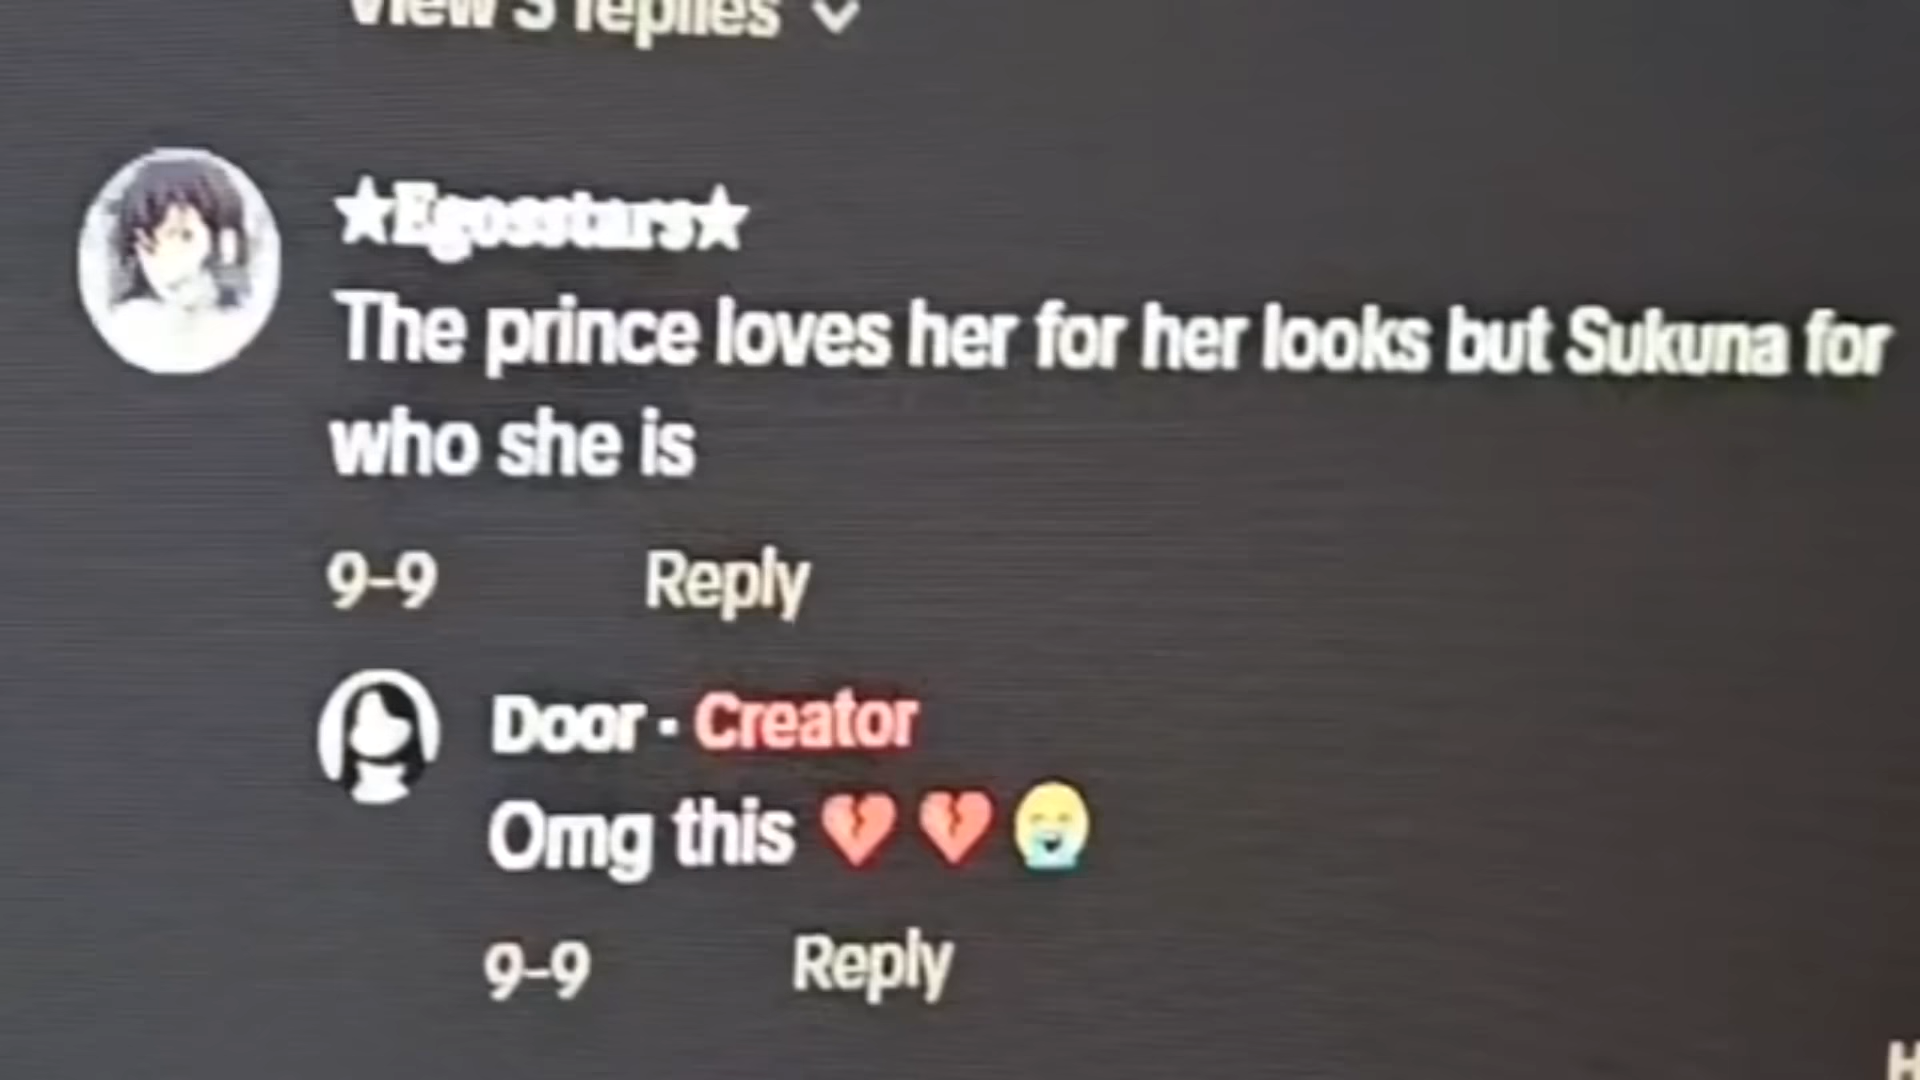 View 3 replies
★Egosstars★
The prince loves her for her looks but Sukuna for
who she is
9-9 Reply
Door · Creator
Omg this 💔 💔 😭
9-9 Reply
H